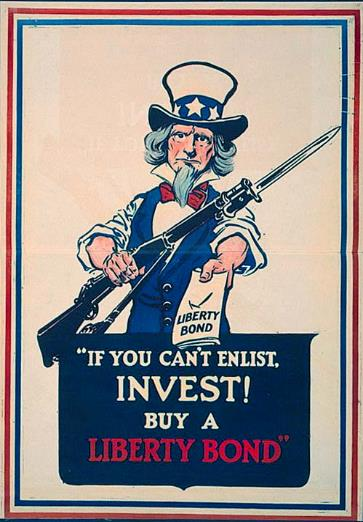 LIBERTY
BOND
"IF YOU CAN'T ENLIST,
INVEST!
BUY A
LIBERTY BOND"